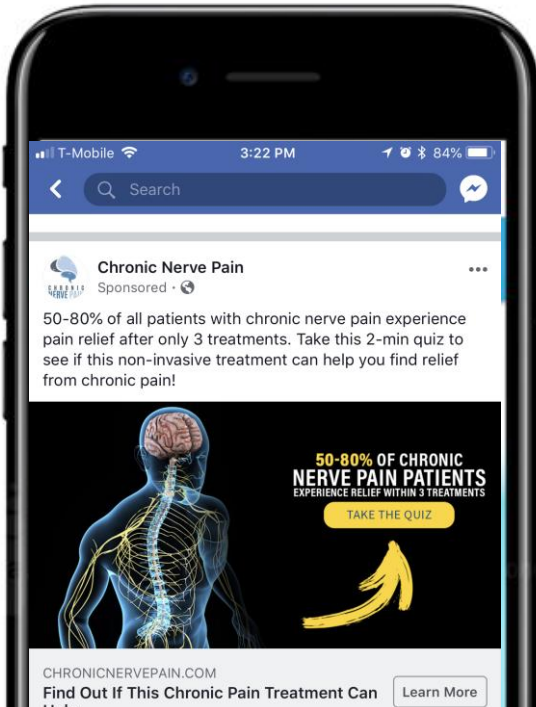 T-Mobile 3:22 PM 84%
Search
Chronic Nerve Pain
Sponsored ·
CHRONIC
NERVE PAIN
50-80% of all patients with chronic nerve pain experience
pain relief after only 3 treatments. Take this 2-min quiz to
see if this non-invasive treatment can help you find relief
from chronic pain!
50-80% OF CHRONIC
NERVE PAIN PATIENTS
EXPERIENCE RELIEF WITHIN 3 TREATMENTS
TAKE THE QUIZ
CHRONICNERVEPAIN.COM
Find Out If This Chronic Pain Treatment Can
Learn More